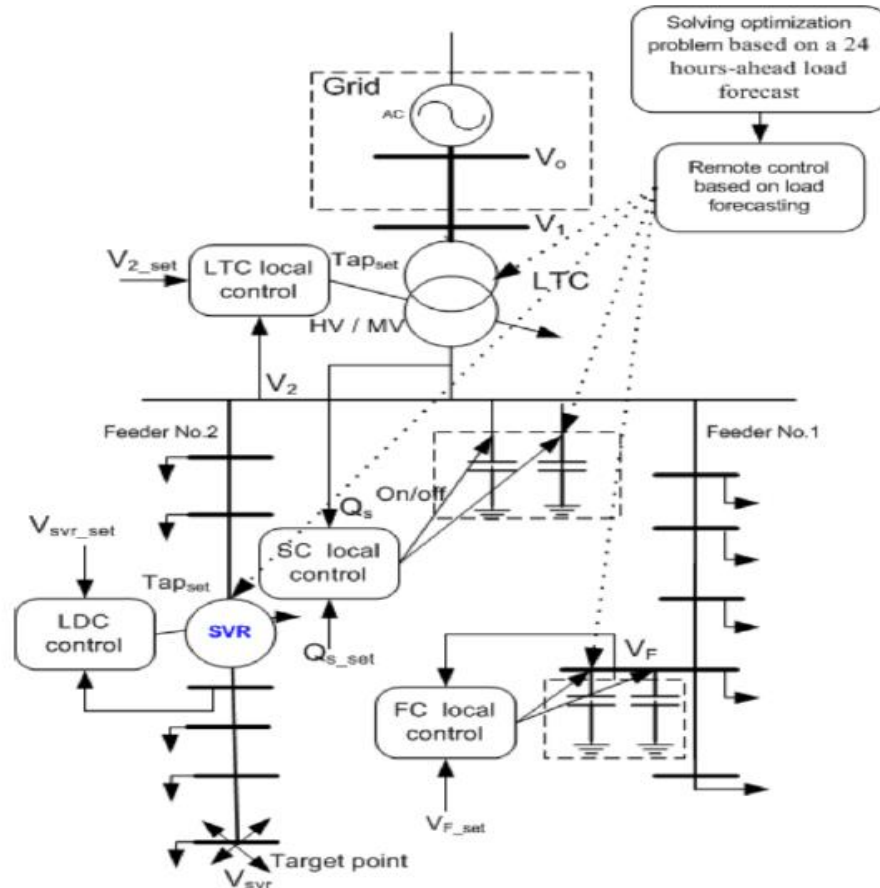 Solving optimization
problem based on a 24
hours-ahead load
forecast
Grid
AC
Vo
Remote control
based on load
forecasting
V1
V2_set
LTC local
control
Tapset
LTC
HV / MV
V2
Feeder No.2
Feeder No.1
On/off
Qs
Vsvr_set
SC local
control
Tapset
LDC
control
SVR
Qs_set
VF
FC local
control
VF_set
Target point
Vsvr